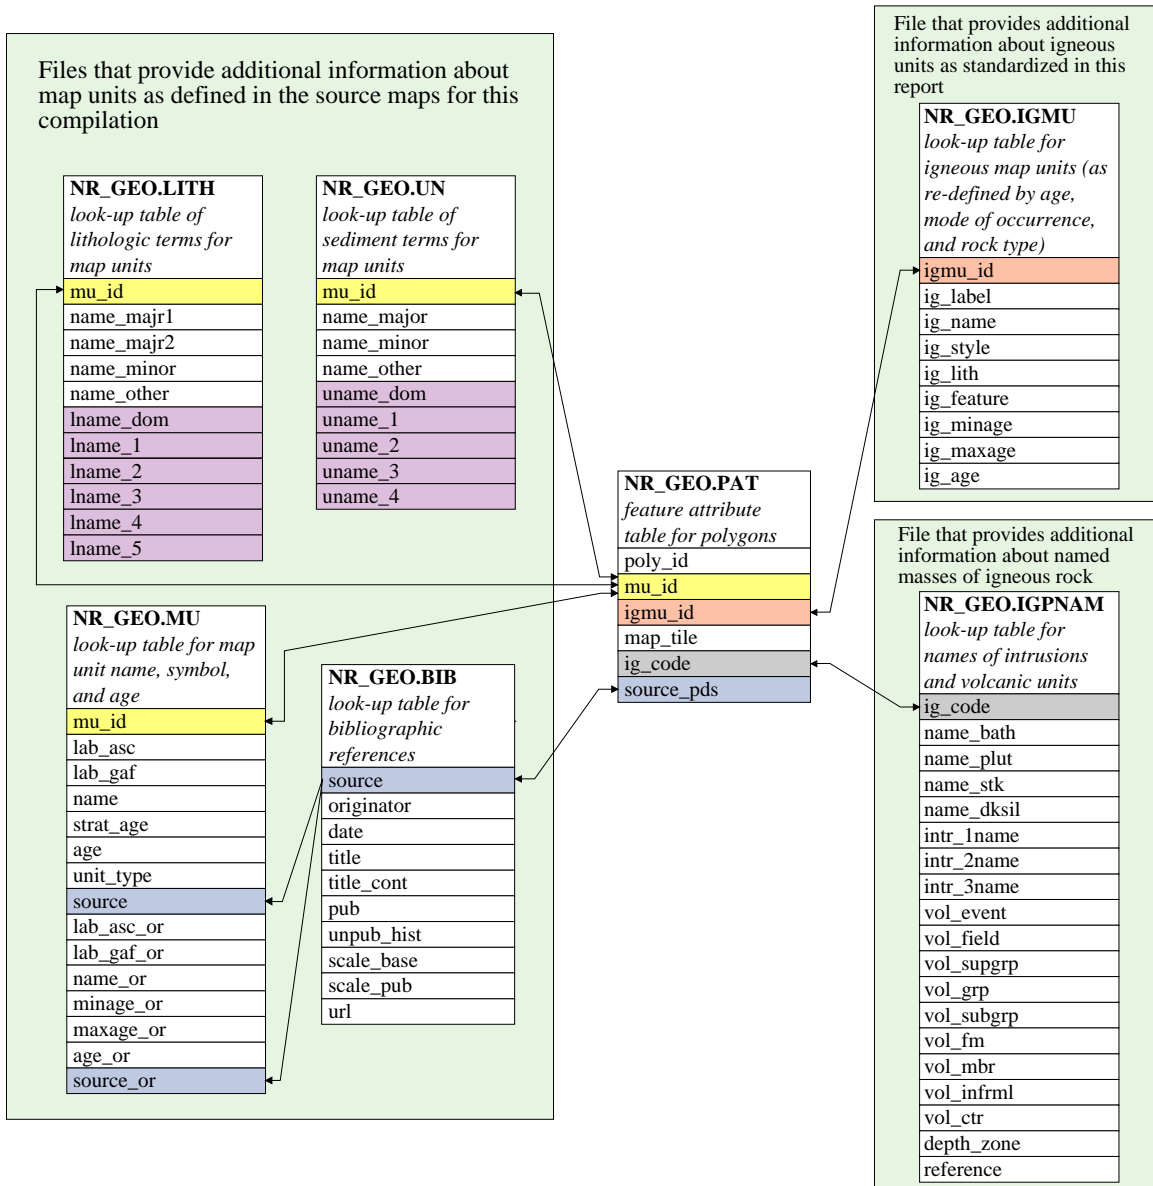 Files that provide additional information about
map units as defined in the source maps for this
compilation
NR_GEO.LITH
look-up table of
lithologic terms for
map units
mu_id
name_majr1
name_majr2
name_minor
name_other
lname_dom
lname_1
lname_2
lname_3
lname_4
lname_5
NR_GEO.UN
look-up table of
sediment terms for
map units
mu_id
name_major
name_minor
name_other
uname_dom
uname_1
uname_2
uname_3
uname_4
NR_GEO.MU
look-up table for map
unit name, symbol,
and age
mu_id
lab_asc
lab_gaf
name
strat_age
age
unit_type
source
lab_asc_or
lab_gaf_or
name_or
minage_or
maxage_or
age_or
source_or
NR_GEO.BIB
look-up table for
bibliographic
references
source
originator
date
title
title_cont
pub
unpub_hist
scale_base
scale_pub
url
NR_GEO.PAT
feature attribute
table for polygons
poly_id
mu_id
igmu_id
map_tile
ig_code
source_pds
File that provides additional
information about igneous
units as standardized in this
report
NR_GEO.IGMU
look-up table for
igneous map units (as
re-defined by age,
mode of occurrence,
and rock type)
igmu_id
ig_label
ig_name
ig_style
ig_lith
ig_feature
ig_minage
ig_maxage
ig_age
File that provides additional
information about named
masses of igneous rock
NR_GEO.IGPNAM
look-up table for
names of intrusions
and volcanic units
ig_code
name_bath
name_plut
name_stk
name_dksil
intr_1name
intr_2name
intr_3name
vol_event
vol_field
vol_supgrp
vol_grp
vol_subgrp
vol_fm
vol_mbr
vol_infrml
vol_ctr
depth_zone
reference